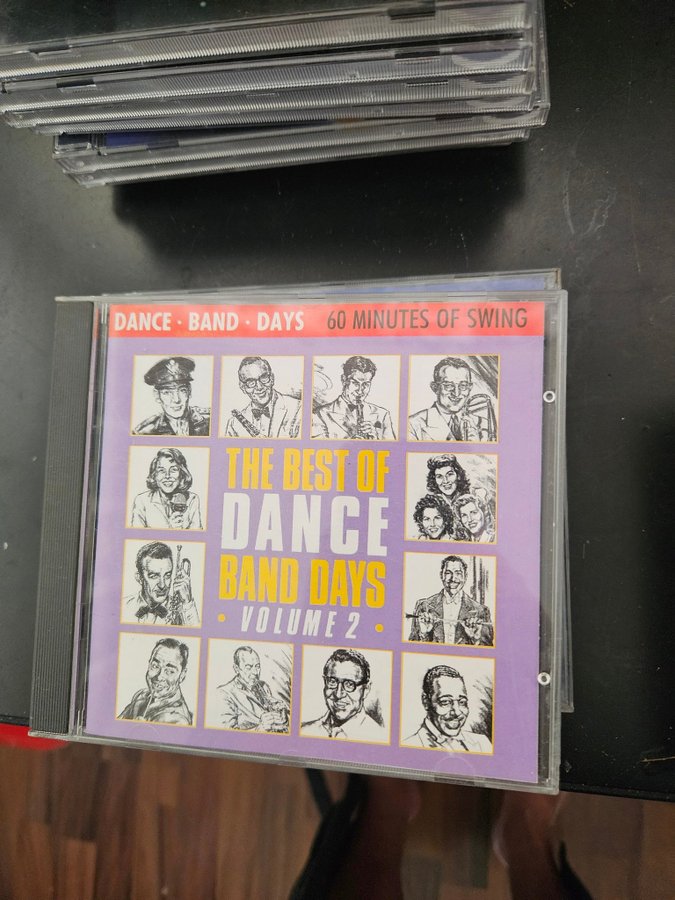 DANCE · BAND · DAYS 60 MINUTES OF SWING
THE BEST OF
DANCE
BAND DAYS
• VOLUME 2 •